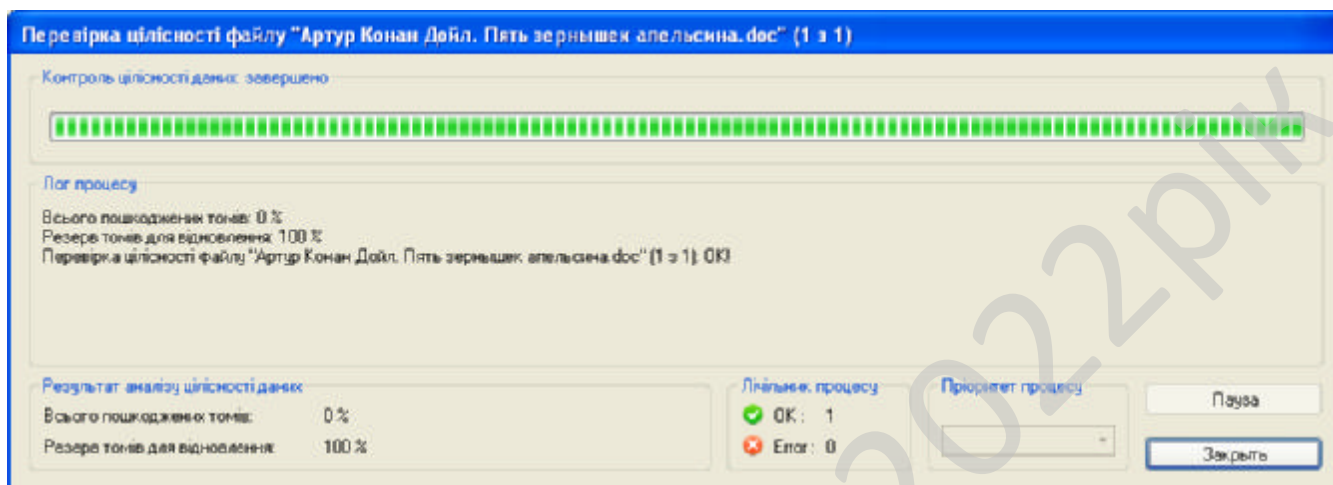 Перевірка цілісності файлу "Артур Конан Дойл. Пять зернышек апельсина.doc" (1 з 1)
Контроль цілісності даних: завершено
Лог процесу
Всього пошкоджених томів: 0 %
Резерв томів для відновлення: 100 %
Перевірка цілісності файлу "Артур Конан Дойл. Пять зернышек апельсина.doc" (1 з 1): OK!
Результат аналізу цілісності даних
Всього пошкоджених томів: 0 %
Резерв томів для відновлення: 100 %
Лічільник процесу
OK : 1
Error : 0
Пріоритет процесу
Пауза
Закрыть
2022рік